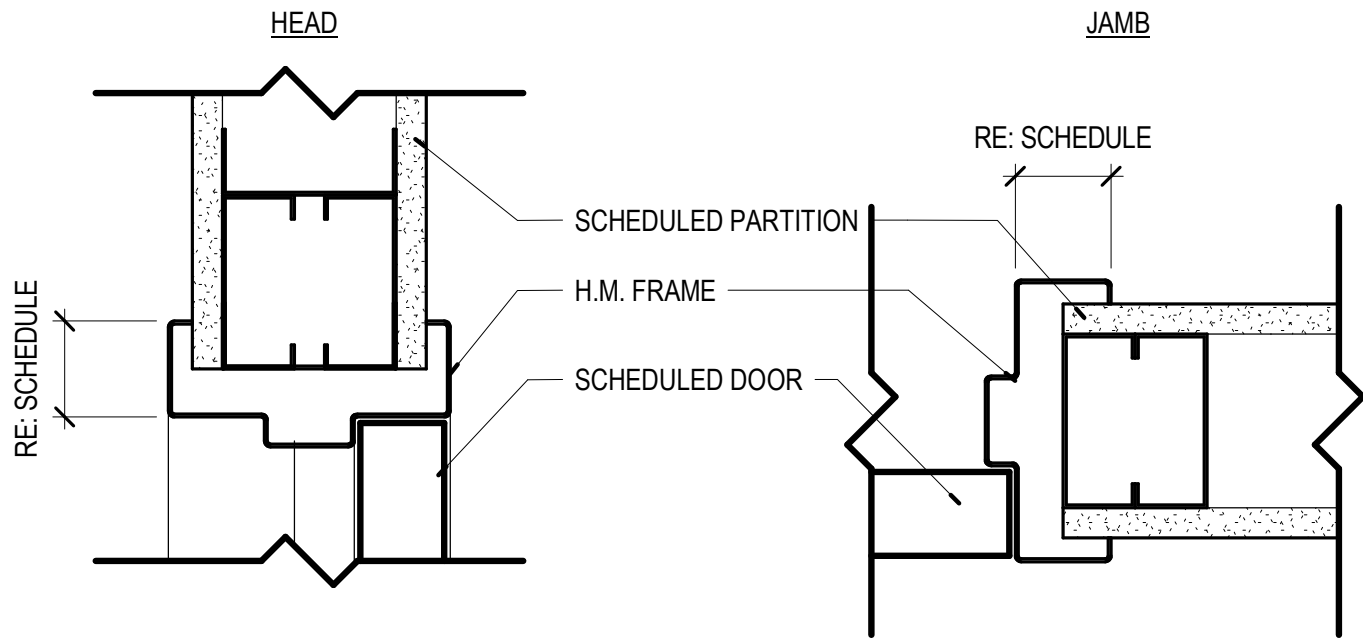 HEAD
JAMB
RE: SCHEDULE
SCHEDULED PARTITION
H.M. FRAME
RE: SCHEDULE
SCHEDULED DOOR